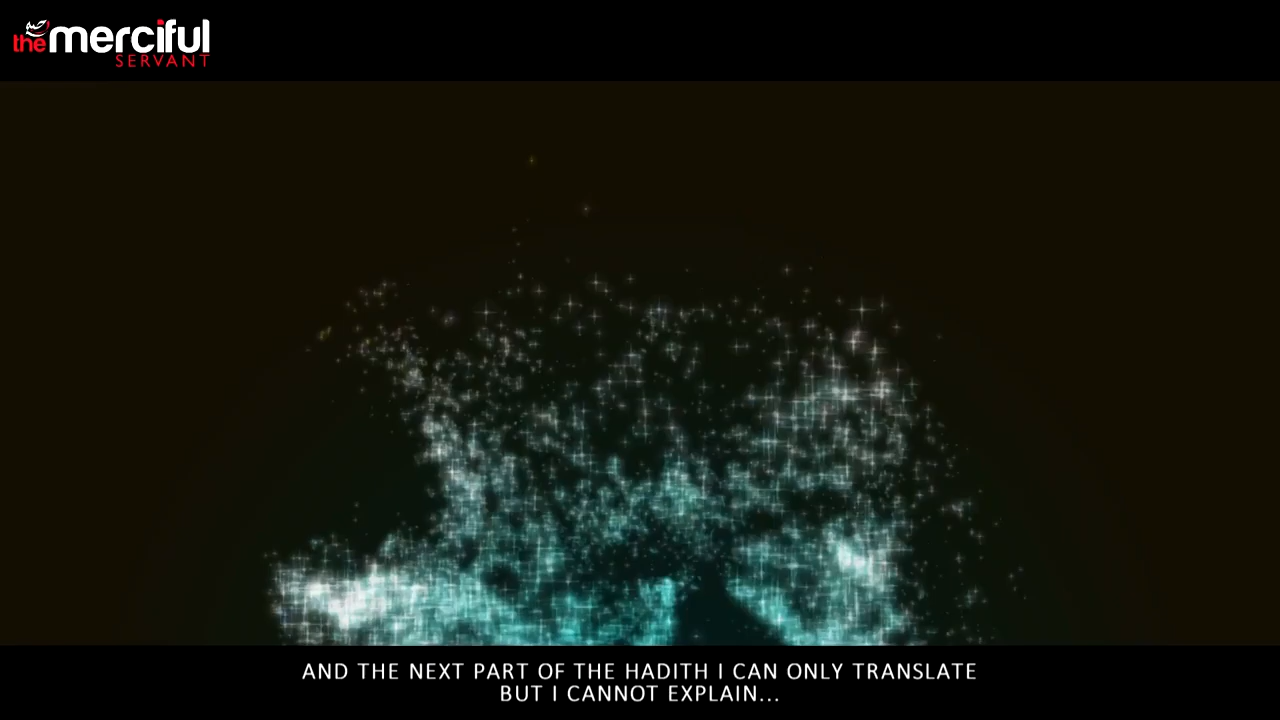 the merciful
SERVANT
AND THE NEXT PART OF THE HADITH I CAN ONLY TRANSLATE
BUT I CANNOT EXPLAIN...